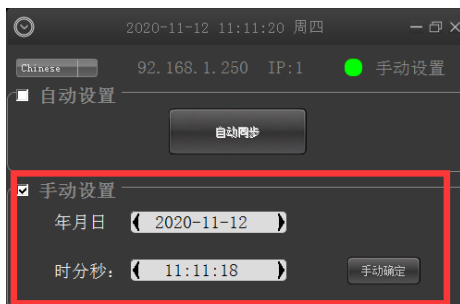 2020-11-12 11:11:20 周四
Chinese 92.168.1.250 IP:1 手动设置
自动设置
自动同步
手动设置
年月日 2020-11-12
时分秒: 11:11:18 手动确定